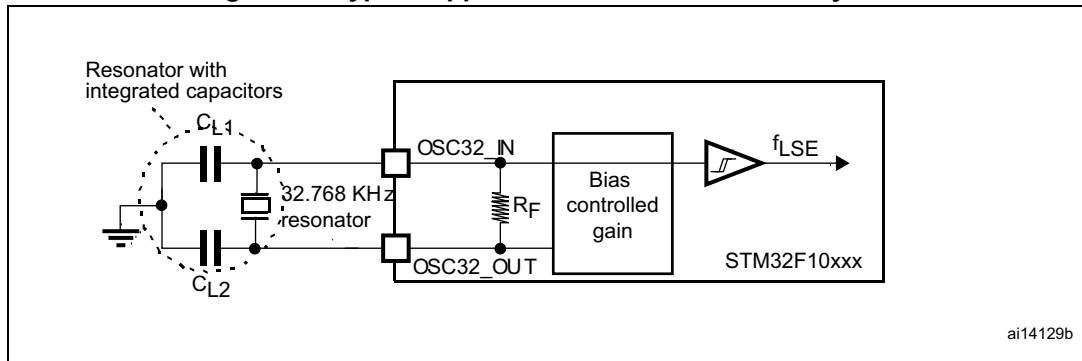 Resonator with
integrated capacitors
CL1
OSC32_IN
fLSE
32.768 KHz
resonator
RF
Bias
controlled
gain
OSC32_OUT
STM32F10xxx
CL2
ai14129b